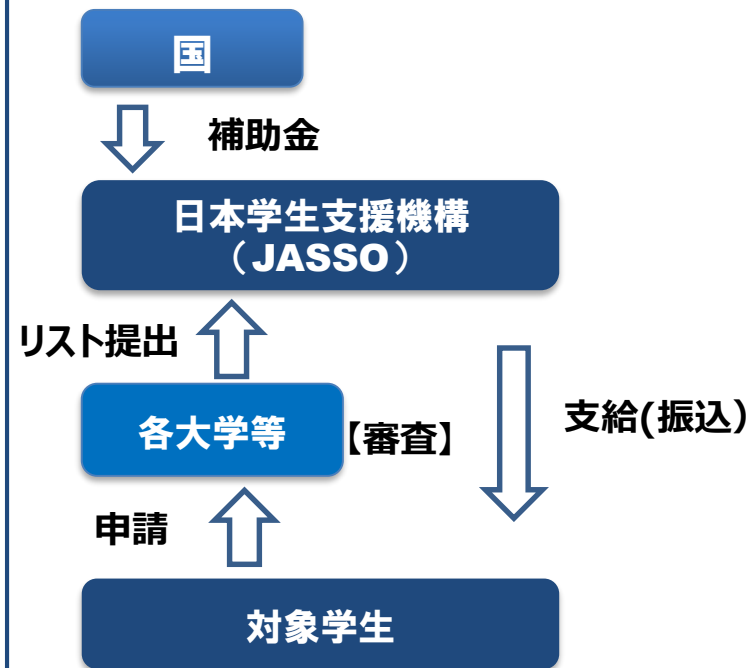 国
補助金
日本学生支援機構
（JASSO）
リスト提出
各大学等
【審査】
支給(振込）
申請
対象学生